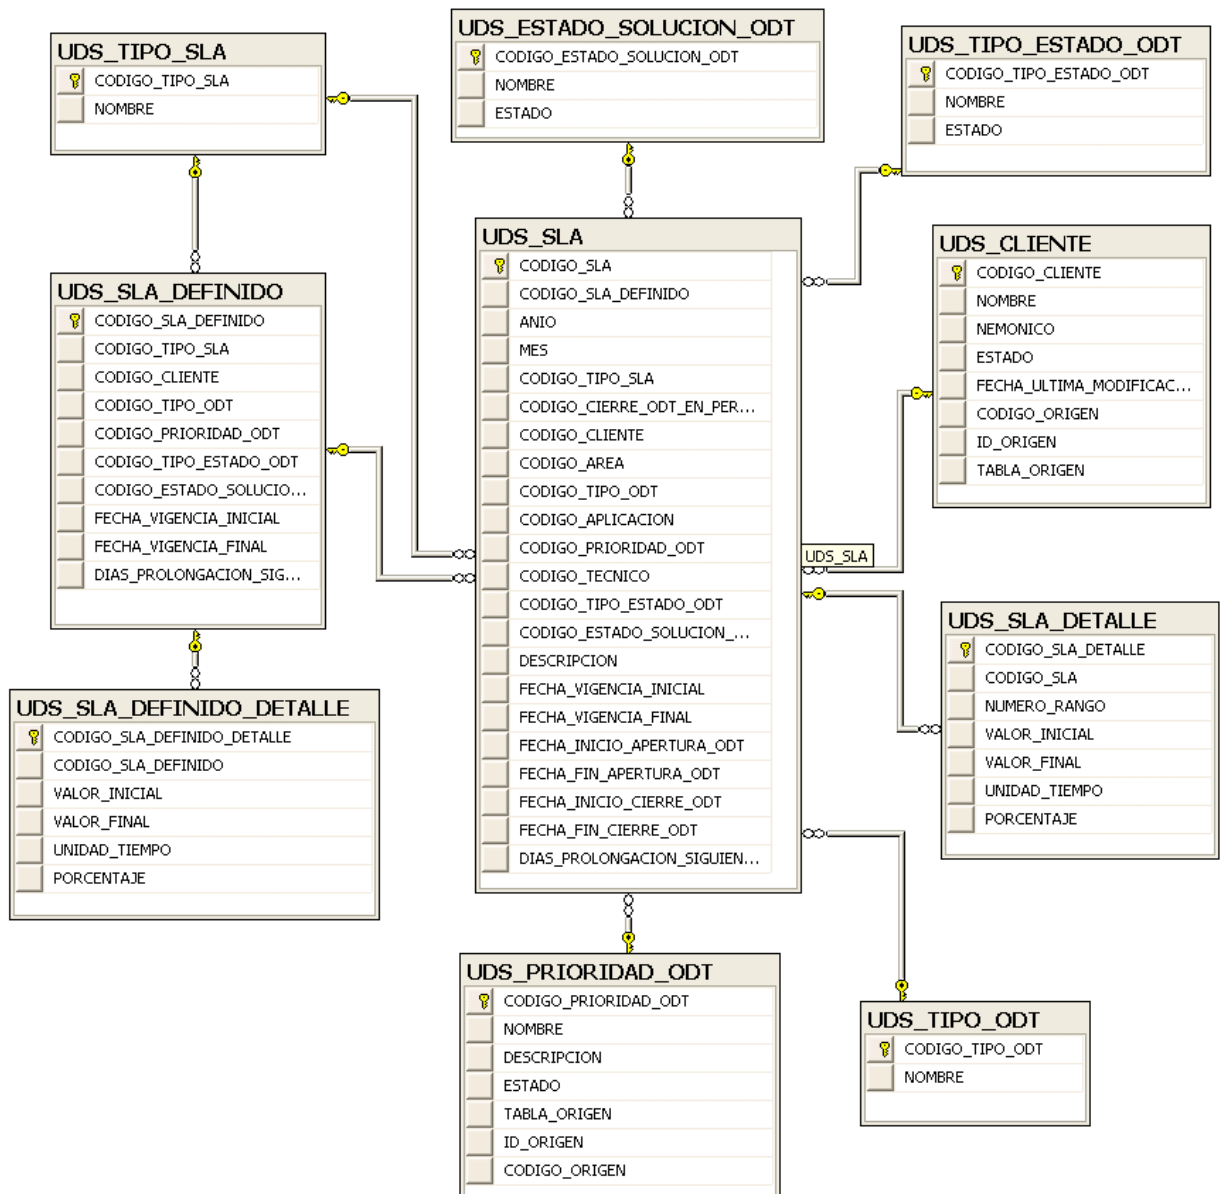 UDS_TIPO_SLA
CODIGO_TIPO_SLA
NOMBRE
UDS_ESTADO_SOLUCION_ODT
CODIGO_ESTADO_SOLUCION_ODT
NOMBRE
ESTADO
UDS_TIPO_ESTADO_ODT
CODIGO_TIPO_ESTADO_ODT
NOMBRE
ESTADO
UDS_SLA_DEFINIDO
CODIGO_SLA_DEFINIDO
CODIGO_TIPO_SLA
CODIGO_CLIENTE
CODIGO_TIPO_ODT
CODIGO_PRIORIDAD_ODT
CODIGO_TIPO_ESTADO_ODT
CODIGO_ESTADO_SOLUCIO...
FECHA_VIGENCIA_INICIAL
FECHA_VIGENCIA_FINAL
DIAS_PROLONGACION_SIG...
UDS_SLA
CODIGO_SLA
CODIGO_SLA_DEFINIDO
ANIO
MES
CODIGO_TIPO_SLA
CODIGO_CIERRE_ODT_EN_PER...
CODIGO_CLIENTE
CODIGO_AREA
CODIGO_TIPO_ODT
CODIGO_APLICACION
CODIGO_PRIORIDAD_ODT
CODIGO_TECNICO
CODIGO_TIPO_ESTADO_ODT
CODIGO_ESTADO_SOLUCION_...
DESCRIPCION
FECHA_VIGENCIA_INICIAL
FECHA_VIGENCIA_FINAL
FECHA_INICIO_APERTURA_ODT
FECHA_FIN_APERTURA_ODT
FECHA_INICIO_CIERRE_ODT
FECHA_FIN_CIERRE_ODT
DIAS_PROLONGACION_SIGUIEN...
UDS_CLIENTE
CODIGO_CLIENTE
NOMBRE
NEMONICO
ESTADO
FECHA_ULTIMA_MODIFICAC...
CODIGO_ORIGEN
ID_ORIGEN
TABLA_ORIGEN
UDS_SLA
UDS_SLA_DETALLE
CODIGO_SLA_DETALLE
CODIGO_SLA
NUMERO_RANGO
VALOR_INICIAL
VALOR_FINAL
UNIDAD_TIEMPO
PORCENTAJE
UDS_SLA_DEFINIDO_DETALLE
CODIGO_SLA_DEFINIDO_DETALLE
CODIGO_SLA_DEFINIDO
VALOR_INICIAL
VALOR_FINAL
UNIDAD_TIEMPO
PORCENTAJE
UDS_PRIORIDAD_ODT
CODIGO_PRIORIDAD_ODT
NOMBRE
DESCRIPCION
ESTADO
TABLA_ORIGEN
ID_ORIGEN
CODIGO_ORIGEN
UDS_TIPO_ODT
CODIGO_TIPO_ODT
NOMBRE